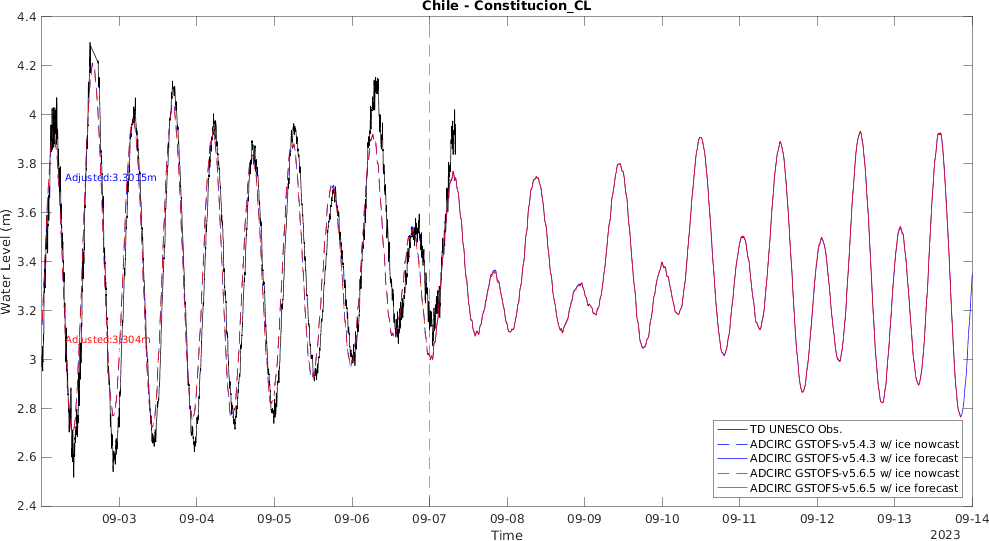 Chile - Constitucion_CL
4.4
4.2
4
3.8
3.6
3.4
3.2
3
2.8
2.6
2.4
Water Level (m)
Adjusted:3.3015m
Adjusted:3.304m
TD UNESCO Obs.
ADCIRC GSTOFS-v5.4.3 w/ ice nowcast
ADCIRC GSTOFS-v5.4.3 w/ ice forecast
ADCIRC GSTOFS-v5.6.5 w/ ice nowcast
ADCIRC GSTOFS-v5.6.5 w/ ice forecast
09-03 09-04 09-05 09-06 09-07 09-08 09-09 09-10 09-11 09-12 09-13 09-14
Time
2023